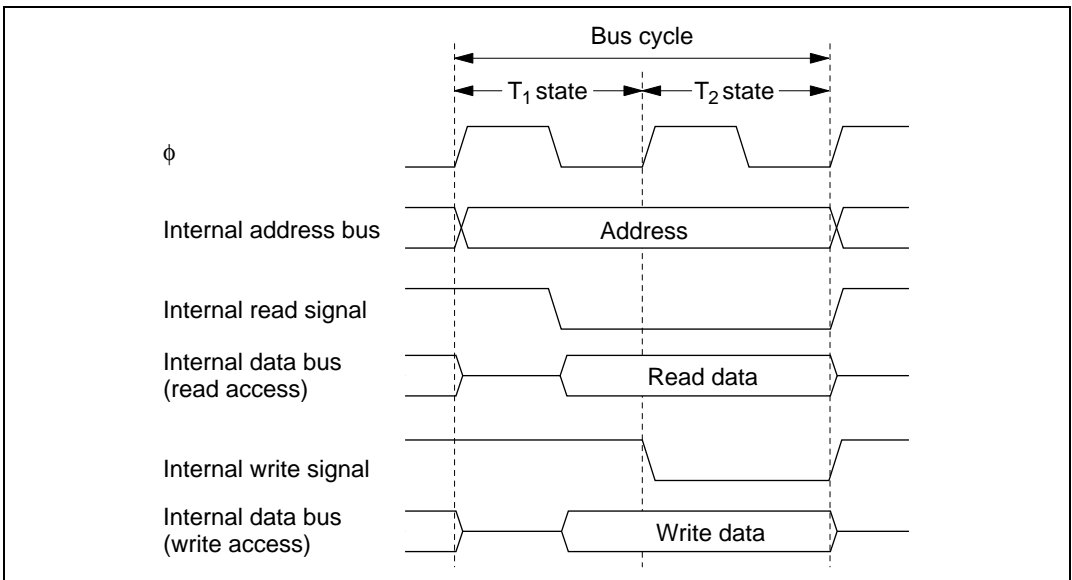 Bus cycle
T1 state T2 state
φ
Internal address bus Address
Internal read signal
Internal data bus
(read access) Read data
Internal write signal
Internal data bus
(write access) Write data